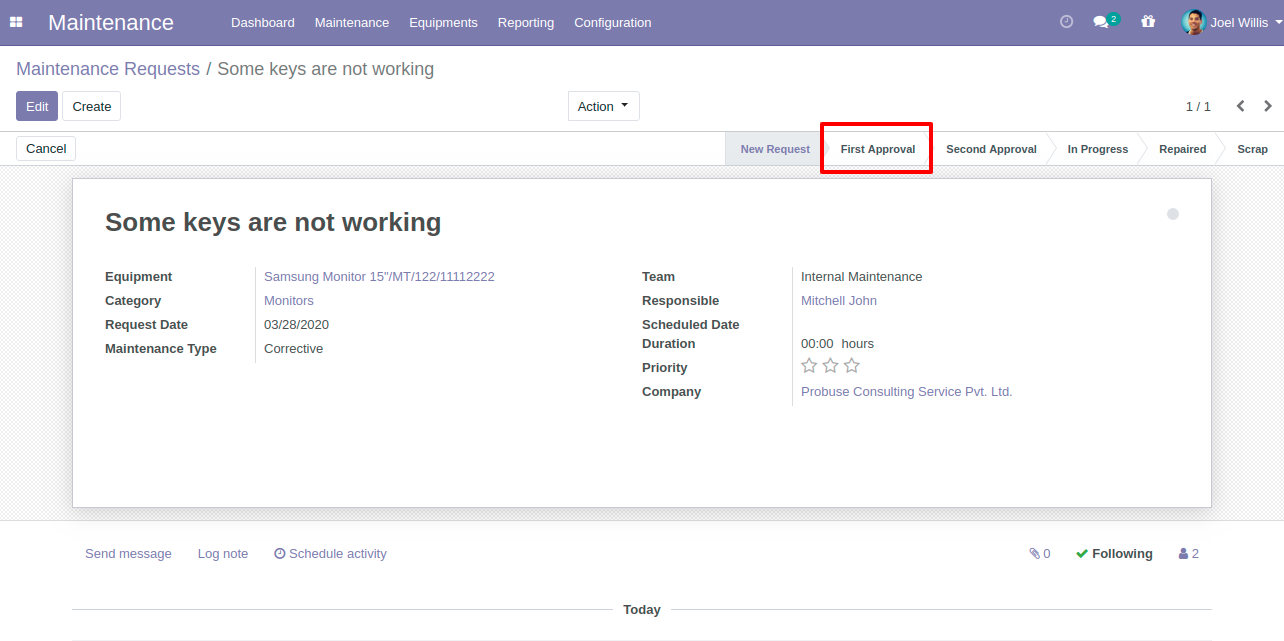 Maintenance Dashboard Maintenance Equipments Reporting Configuration 2 Joel Willis
Maintenance Requests / Some keys are not working
Edit Create Action 1 / 1
Cancel New Request First Approval Second Approval In Progress Repaired Scrap
Some keys are not working
Equipment Samsung Monitor 15"/MT/122/11112222
Category Monitors
Request Date 03/28/2020
Maintenance Type Corrective
Team Internal Maintenance
Responsible Mitchell John
Scheduled Date
Duration 00:00 hours
Priority
Company Probuse Consulting Service Pvt. Ltd.
Send message Log note Schedule activity 0 Following 2
Today